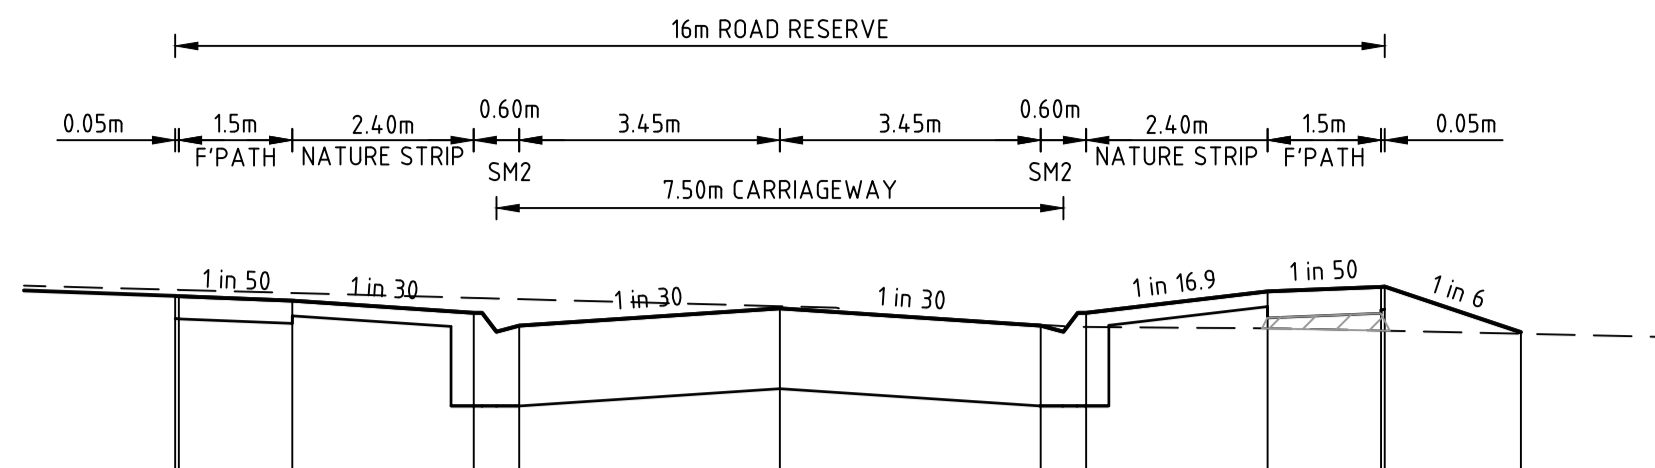 16m ROAD RESERVE
0.05m 1.5m 2.40m 0.60m 3.45m 3.45m 0.60m 2.40m 1.5m 0.05m
F'PATH NATURE STRIP SM2 SM2 NATURE STRIP F'PATH
7.50m CARRIAGEWAY
1 in 50 1 in 30 1 in 30 1 in 30 1 in 16.9 1 in 50 1 in 6